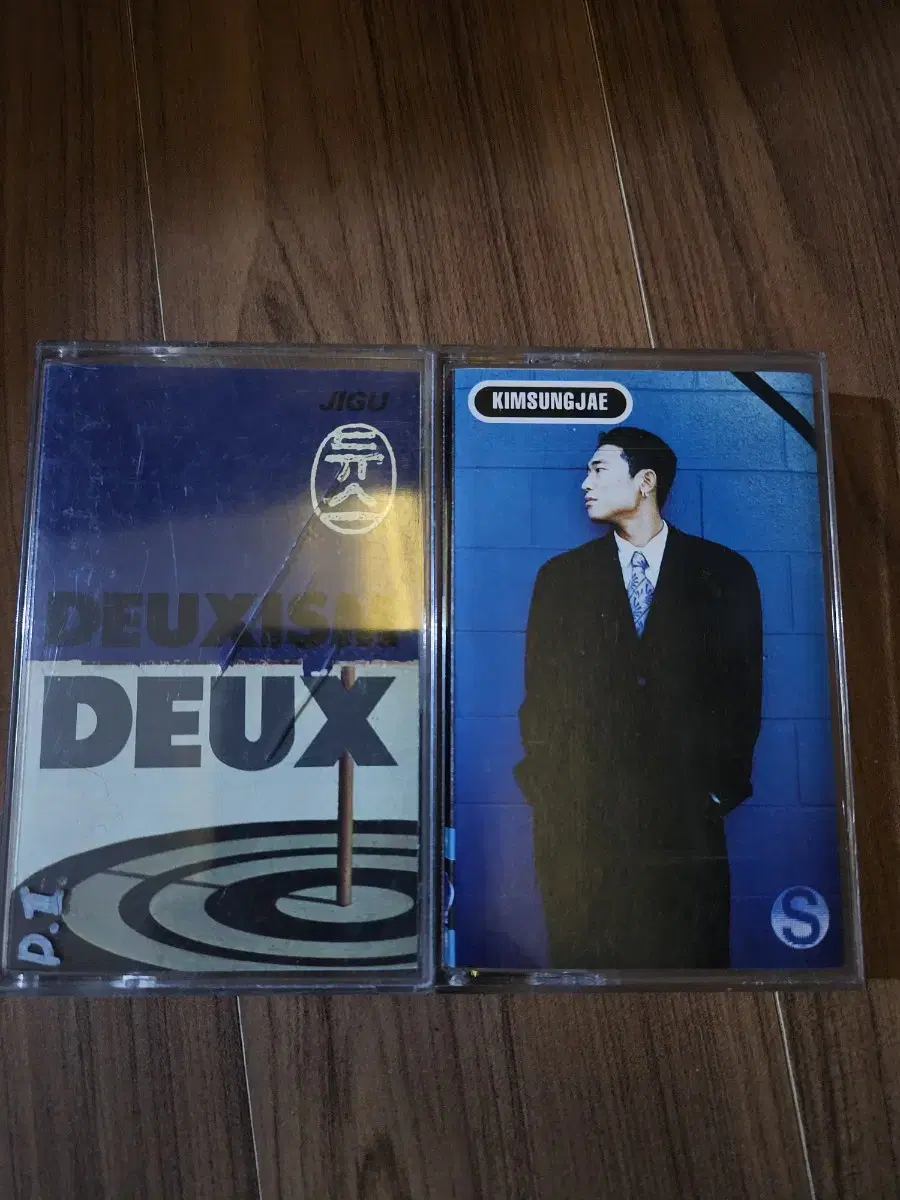 JIGU
듀스
DEUXISM
DEUX
P.I.
KIMSUNGJAE
S